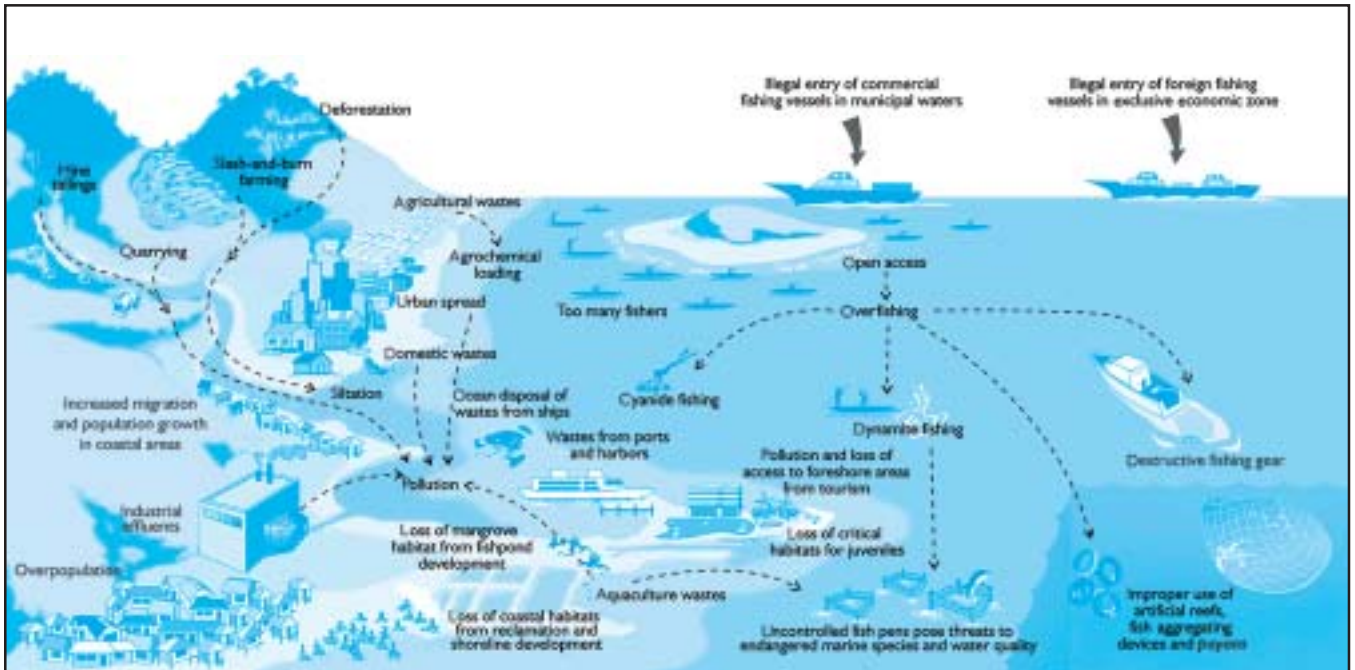 Illegal entry of commercial
fishing vessels in municipal waters
Illegal entry of foreign fishing
vessels in exclusive economic zone
Deforestation
Mine
tailings
Slash-and-burn
farming
Agricultural wastes
Quarrying
Agrochemical
loading
Open access
Urban spread
Too many fishers
Overfishing
Domestic wastes
Siltation
Ocean disposal of
wastes from ships
Cyanide fishing
Increased migration
and population growth
in coastal areas
Dynamite fishing
Wastes from ports
and harbors
Pollution and loss of
access to foreshore areas
from tourism
Destructive fishing gear
Pollution
Industrial
effluents
Loss of mangrove
habitat from fishpond
development
Loss of critical
habitats for juveniles
Overpopulation
Aquaculture wastes
Improper use of
artificial reefs,
fish aggregating
devices and payaos
Loss of coastal habitats
from reclamation and
shoreline development
Uncontrolled fish pens pose threats to
endangered marine species and water quality